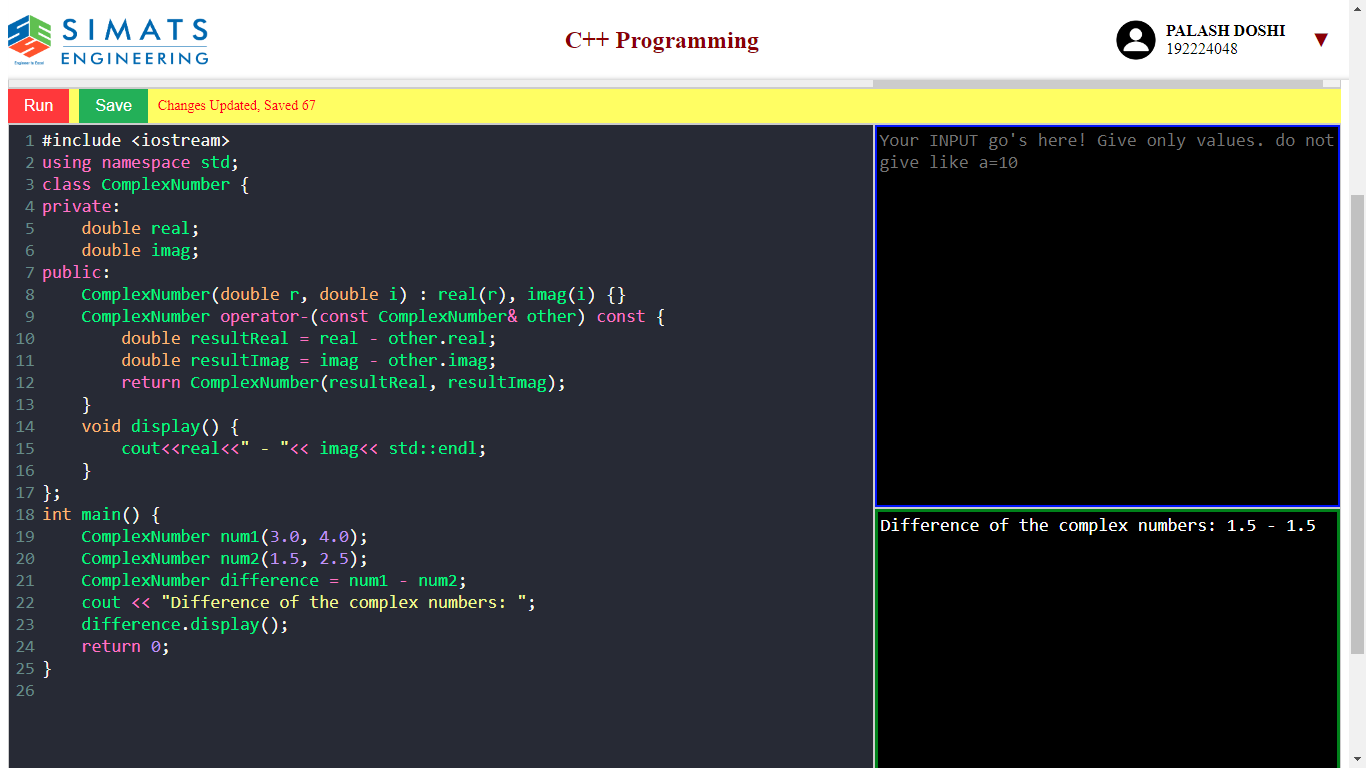 SIMATS
ENGINEERING
Engineer to Excel
C++ Programming
PALASH DOSHI
192224048
▼
Run Save Changes Updated, Saved 67
1 #include <iostream>
2 using namespace std;
3 class ComplexNumber {
4 private:
5     double real;
6     double imag;
7 public:
8     ComplexNumber(double r, double i) : real(r), imag(i) {}
9     ComplexNumber operator-(const ComplexNumber& other) const {
10         double resultReal = real - other.real;
11         double resultImag = imag - other.imag;
12         return ComplexNumber(resultReal, resultImag);
13     }
14     void display() {
15         cout<<real<<" - "<< imag<< std::endl;
16     }
17 };
18 int main() {
19     ComplexNumber num1(3.0, 4.0);
20     ComplexNumber num2(1.5, 2.5);
21     ComplexNumber difference = num1 - num2;
22     cout << "Difference of the complex numbers: ";
23     difference.display();
24     return 0;
25 }
26
Your INPUT go's here! Give only values. do not
give like a=10
Difference of the complex numbers: 1.5 - 1.5